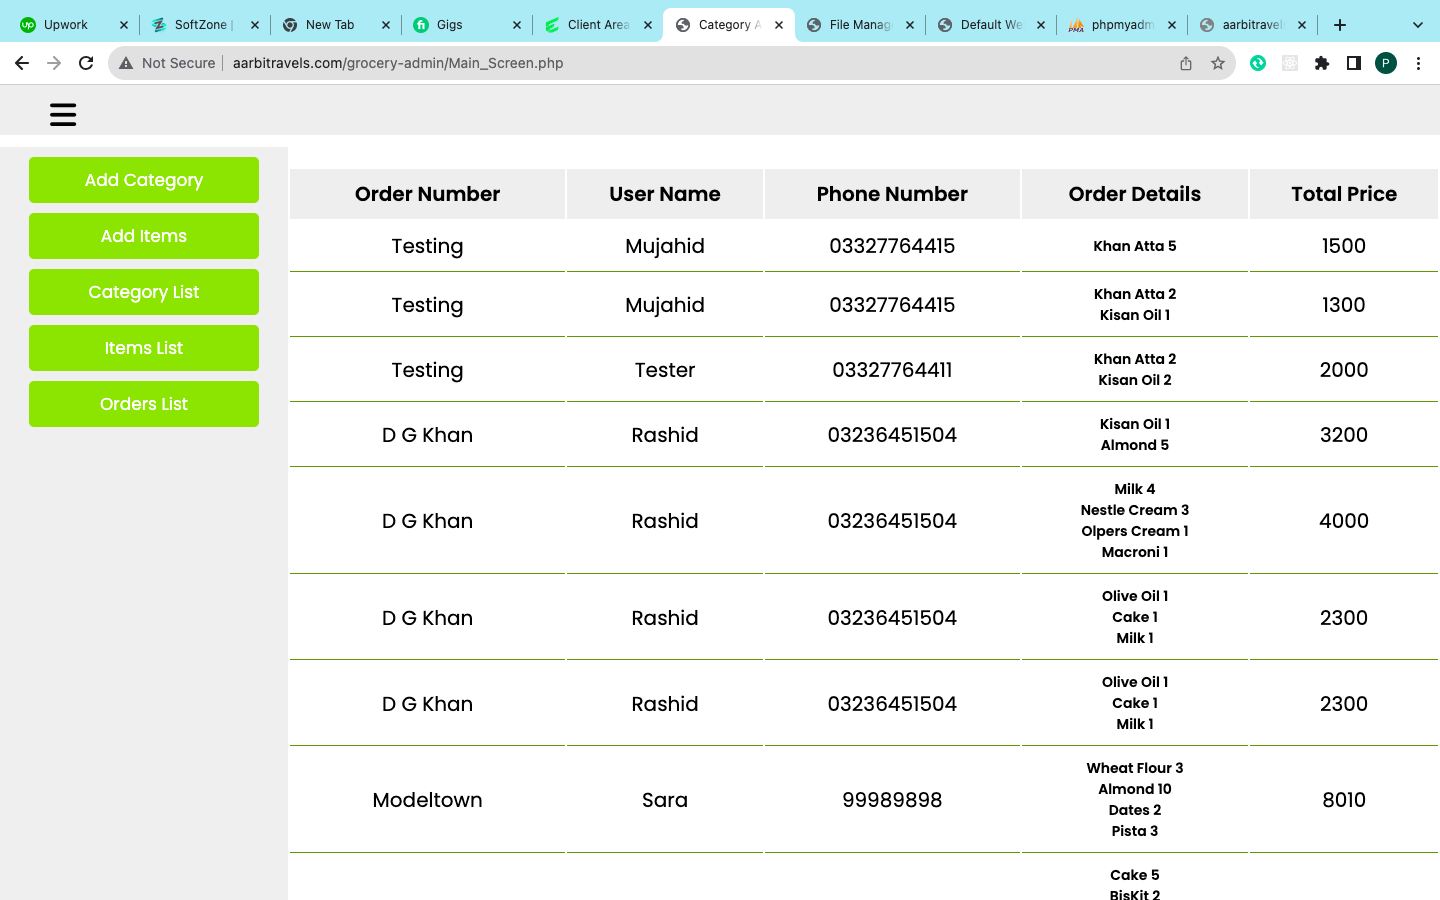 Upwork
SoftZone |
New Tab
Gigs
Client Area
Category A
File Manag
Default We
phpmyadm
aarbitravel
Not Secure
aarbitravels.com/grocery-admin/Main_Screen.php
P
Add Category
Add Items
Category List
Items List
Orders List
Order Number User Name Phone Number Order Details Total Price
Testing Mujahid 03327764415 Khan Atta 5 1500
Testing Mujahid 03327764415 Khan Atta 2 1300
Kisan Oil 1
Testing Tester 03327764411 Khan Atta 2 2000
Kisan Oil 2
D G Khan Rashid 03236451504 Kisan Oil 1 3200
Almond 5
D G Khan Rashid 03236451504 Milk 4 4000
Nestle Cream 3
Olpers Cream 1
Macroni 1
D G Khan Rashid 03236451504 Olive Oil 1 2300
Cake 1
Milk 1
D G Khan Rashid 03236451504 Olive Oil 1 2300
Cake 1
Milk 1
Modeltown Sara 99989898 Wheat Flour 3 8010
Almond 10
Dates 2
Pista 3
Cake 5
BisKit 2